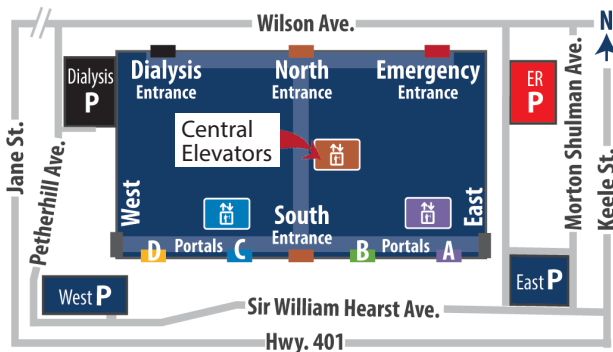 Wilson Ave.
N
Dialysis
P
Dialysis
Entrance
North
Entrance
Emergency
Entrance
ER
P
Central
Elevators
Jane St.
Petherhill Ave.
Morton Shulman Ave.
Keele St.
West
East
South
Entrance
D Portals C
B Portals A
West P
East P
Sir William Hearst Ave.
Hwy. 401